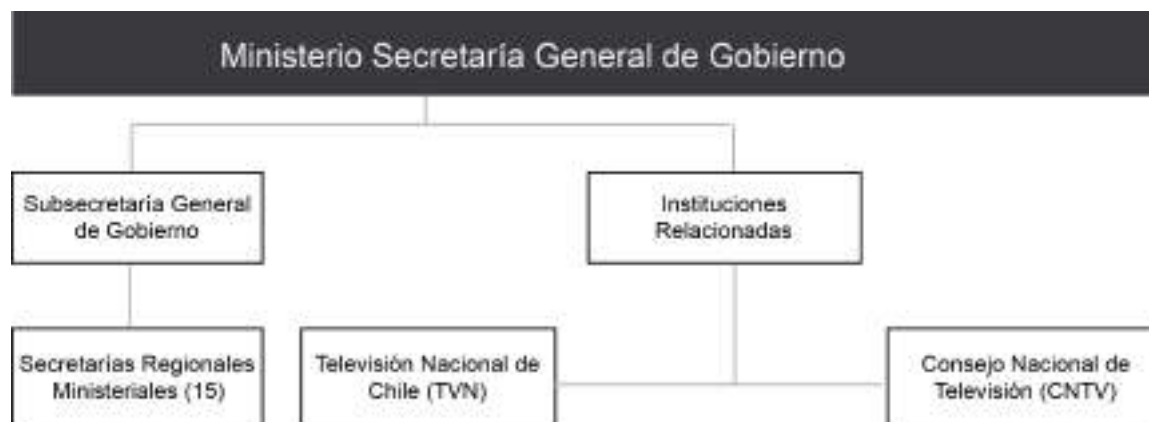 Ministerio Secretaría General de Gobierno
Subsecretaría General
de Gobierno
Instituciones
Relacionadas
Secretarias Regionales
Ministeriales (15)
Televisión Nacional de
Chile (TVN)
Consejo Nacional de
Televisión (CNTV)